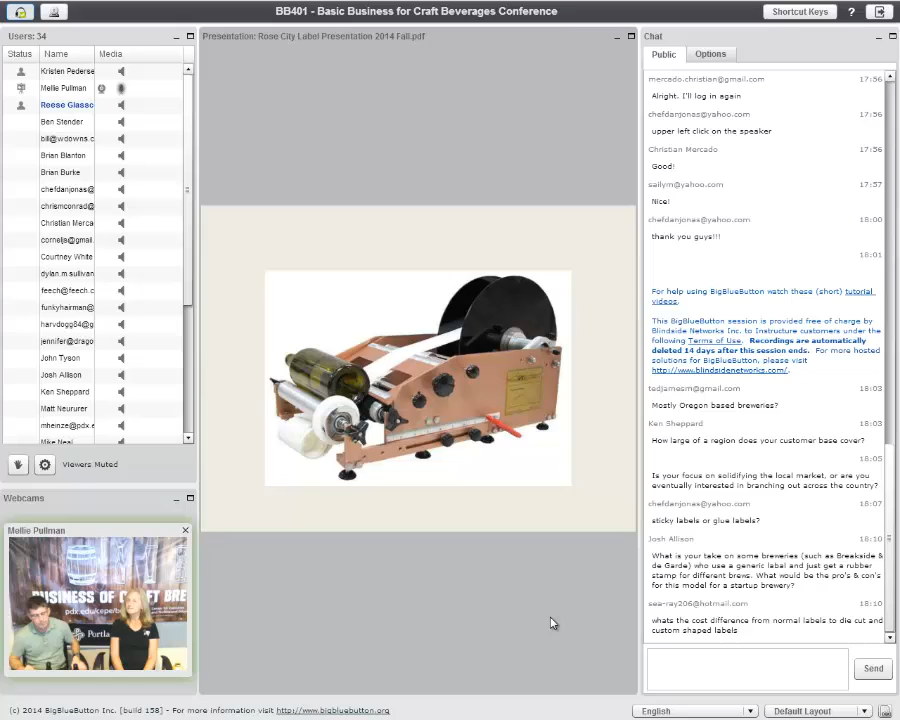 BB401 - Basic Business for Craft Beverages Conference
Shortcut Keys
?
Users: 34
Status Name Media
Kristen Pederse
Mellie Pullman
Reese Glassc
Ben Stender
bill@wdowns.c
Brian Blanton
Brian Burke
chefdanjonas@
chrismconrad@
Christian Merca
corneljs@gmail.
Courtney White
dylan.m.sullivan
feech@feech.c
funkyhairman@
harvdogg84@g
jennifer@drago
John Tyson
Josh Allison
Ken Sheppard
Matt Neururer
mheinze@pdx.e
Mike Neal
Viewers Muted
Webcams
Mellie Pullman
BUSINESS OF CRAFT BRE
pdx.edu/cepe/b
Portla
Presentation: Rose City Label Presentation 2014 Fall.pdf
Chat
Public Options
mercado.christian@gmail.com 17:56
Alright. I'll log in again
chefdanjonas@yahoo.com 17:56
upper left click on the speaker
Christian Mercado 17:56
Good!
sailym@yahoo.com 17:57
Nice!
chefdanjonas@yahoo.com 18:00
thank you guys!!!
18:01
For help using BigBlueButton watch these (short) tutorial
videos.
This BigBlueButton session is provided free of charge by
Blindside Networks Inc. to Instructure customers under the
following Terms of Use. Recordings are automatically
deleted 14 days after this session ends. For more hosted
solutions for BigBlueButton, please visit
http://www.blindsidenetworks.com/.
tedjamesm@gmail.com 18:03
Mostly Oregon based breweries?
Ken Sheppard 18:03
How large of a region does your customer base cover?
18:05
Is your focus on solidifying the local market, or are you
eventually interested in branching out across the country?
chefdanjonas@yahoo.com 18:07
sticky labels or glue labels?
Josh Allison 18:10
What is your take on some breweries (such as Breakside &
de Garde) who use a generic label and just get a rubber
stamp for different brews. What would be the pro's & con's
for this model for a startup brewery?
sea-ray206@hotmail.com 18:10
whats the cost difference from normal labels to die cut and
custom shaped labels
Send
(c) 2014 BigBlueButton Inc. [build 158] - For more information visit http://www.bigbluebutton.org
English
Default Layout